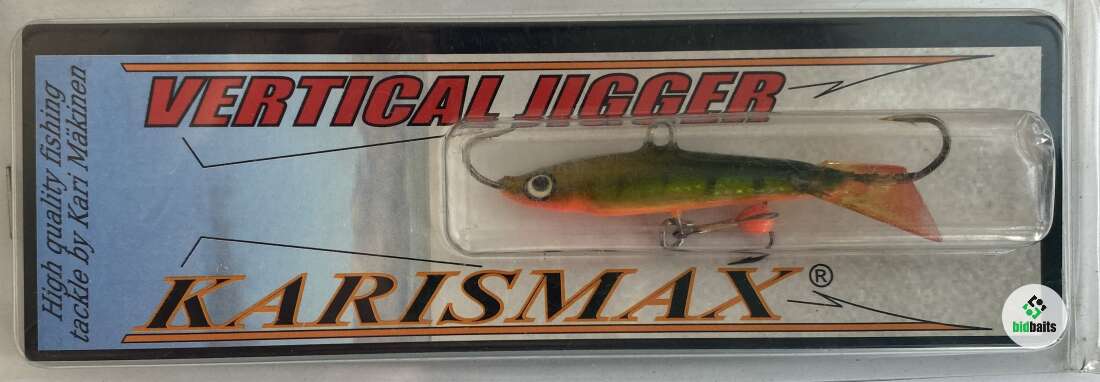 High quality fishing
tackle by Kari Mäkinen
VERTICAL JIGGER
KARISMAX®
bidbaits